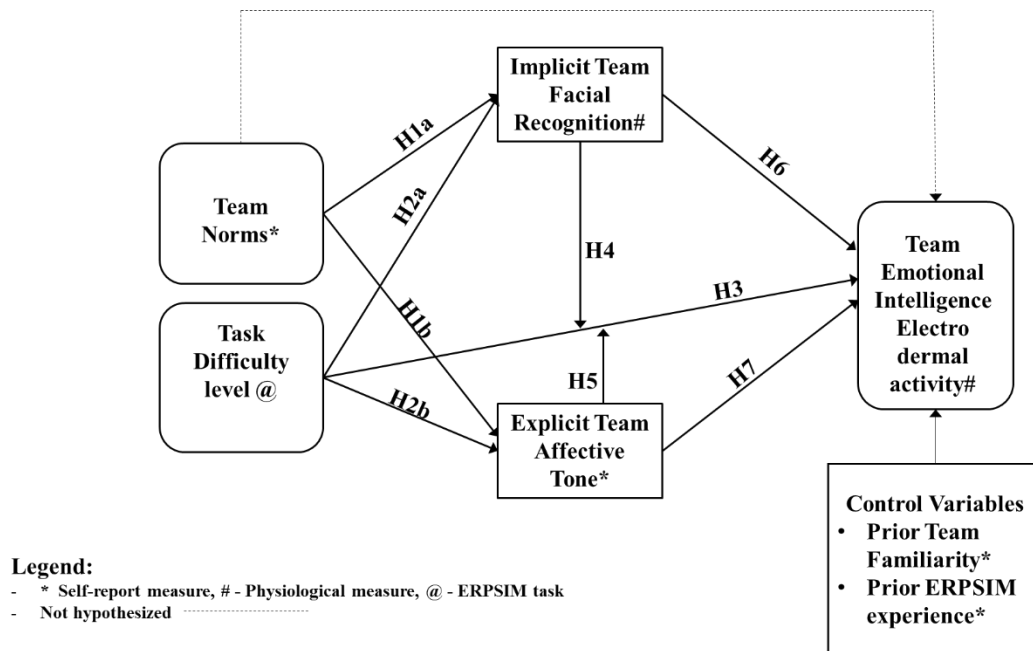 Implicit Team
Facial
Recognition#
H1a
H6
H2a
Team
Norms*
H4
Team
Emotional
Intelligence
Electro
dermal
activity#
H3
H1b
Task
Difficulty
level @
H5
H7
H2b
Explicit Team
Affective
Tone*
Control Variables
• Prior Team
Familiarity*
• Prior ERPSIM
experience*
Legend:
- * Self-report measure, # - Physiological measure, @ - ERPSIM task
- Not hypothesized